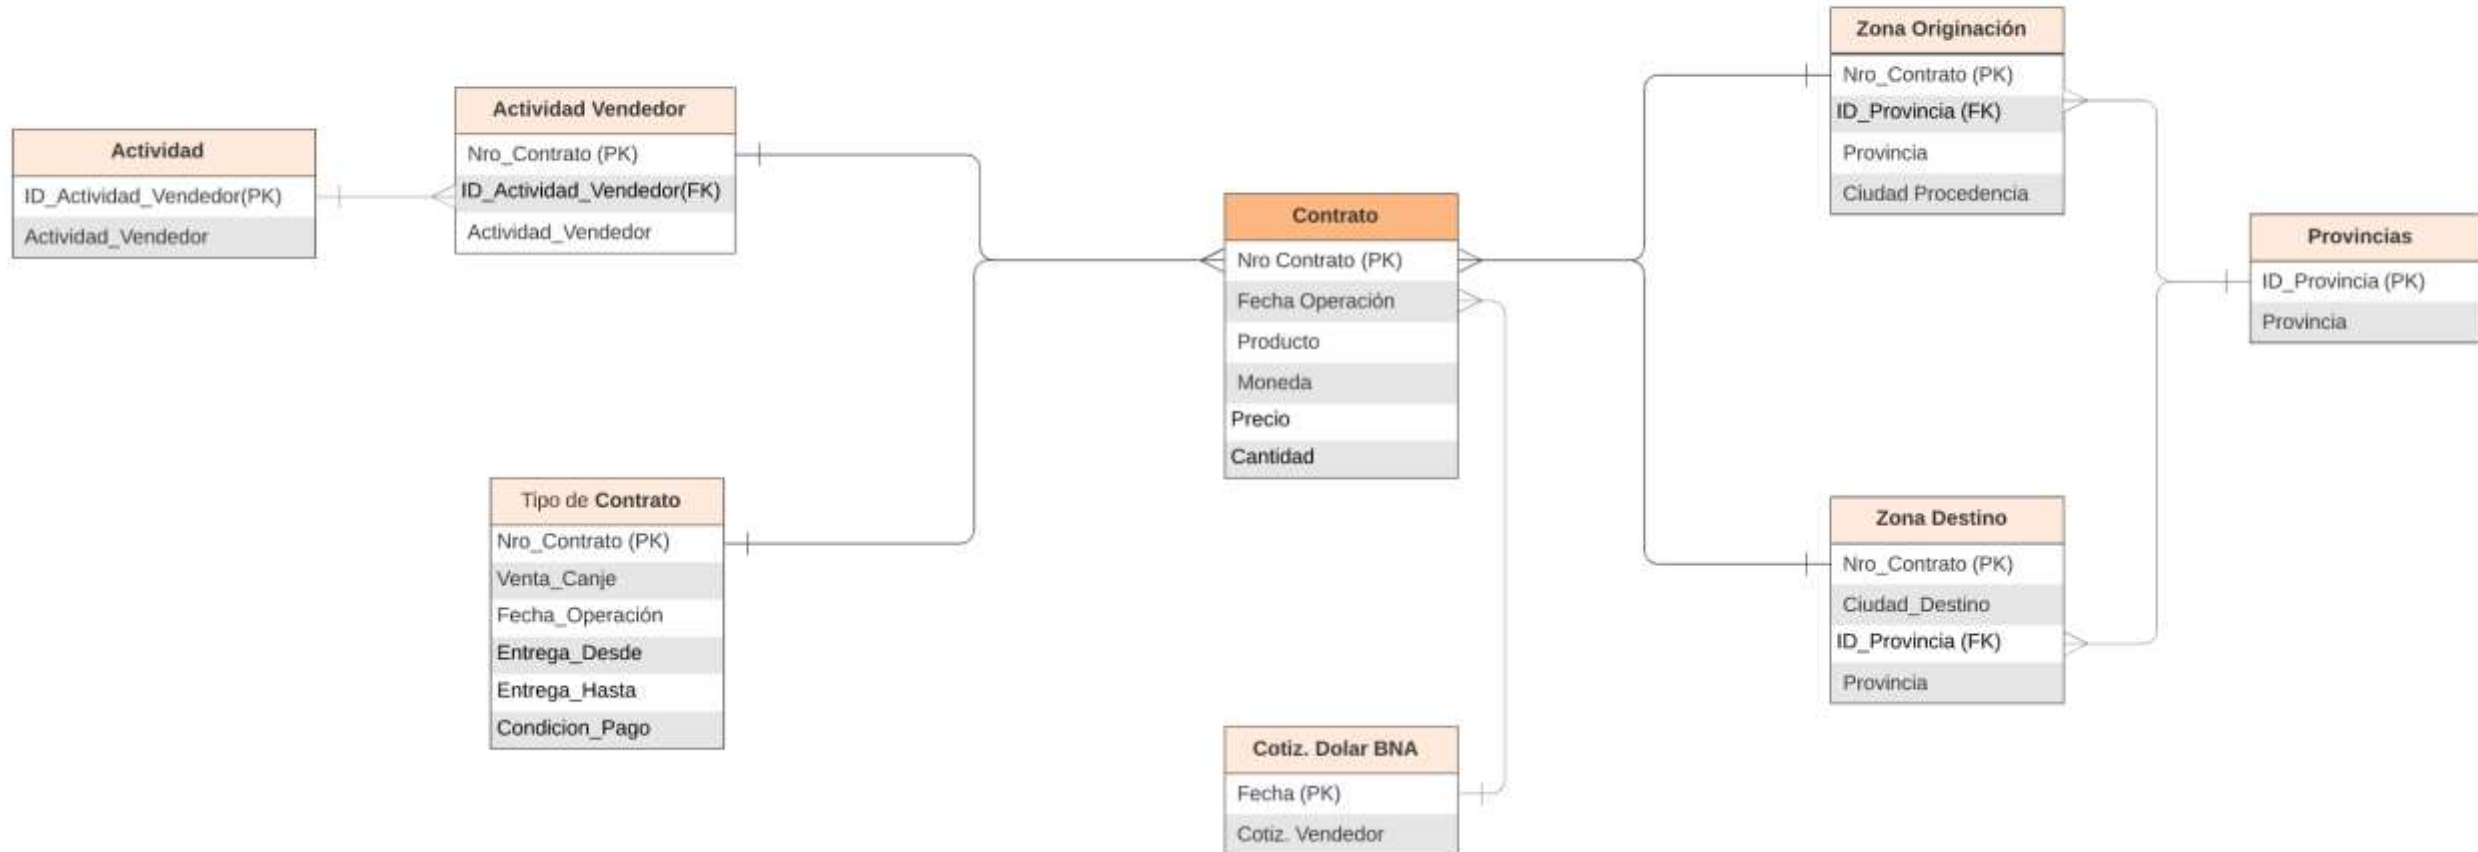 Actividad
ID_Actividad_Vendedor(PK)
Actividad_Vendedor
Actividad Vendedor
Nro_Contrato (PK)
ID_Actividad_Vendedor(FK)
Actividad_Vendedor
Tipo de Contrato
Nro_Contrato (PK)
Venta_Canje
Fecha_Operación
Entrega_Desde
Entrega_Hasta
Condicion_Pago
Contrato
Nro Contrato (PK)
Fecha Operación
Producto
Moneda
Precio
Cantidad
Cotiz. Dolar BNA
Fecha (PK)
Cotiz. Vendedor
Zona Originación
Nro_Contrato (PK)
ID_Provincia (FK)
Provincia
Ciudad Procedencia
Zona Destino
Nro_Contrato (PK)
Ciudad_Destino
ID_Provincia (FK)
Provincia
Provincias
ID_Provincia (PK)
Provincia